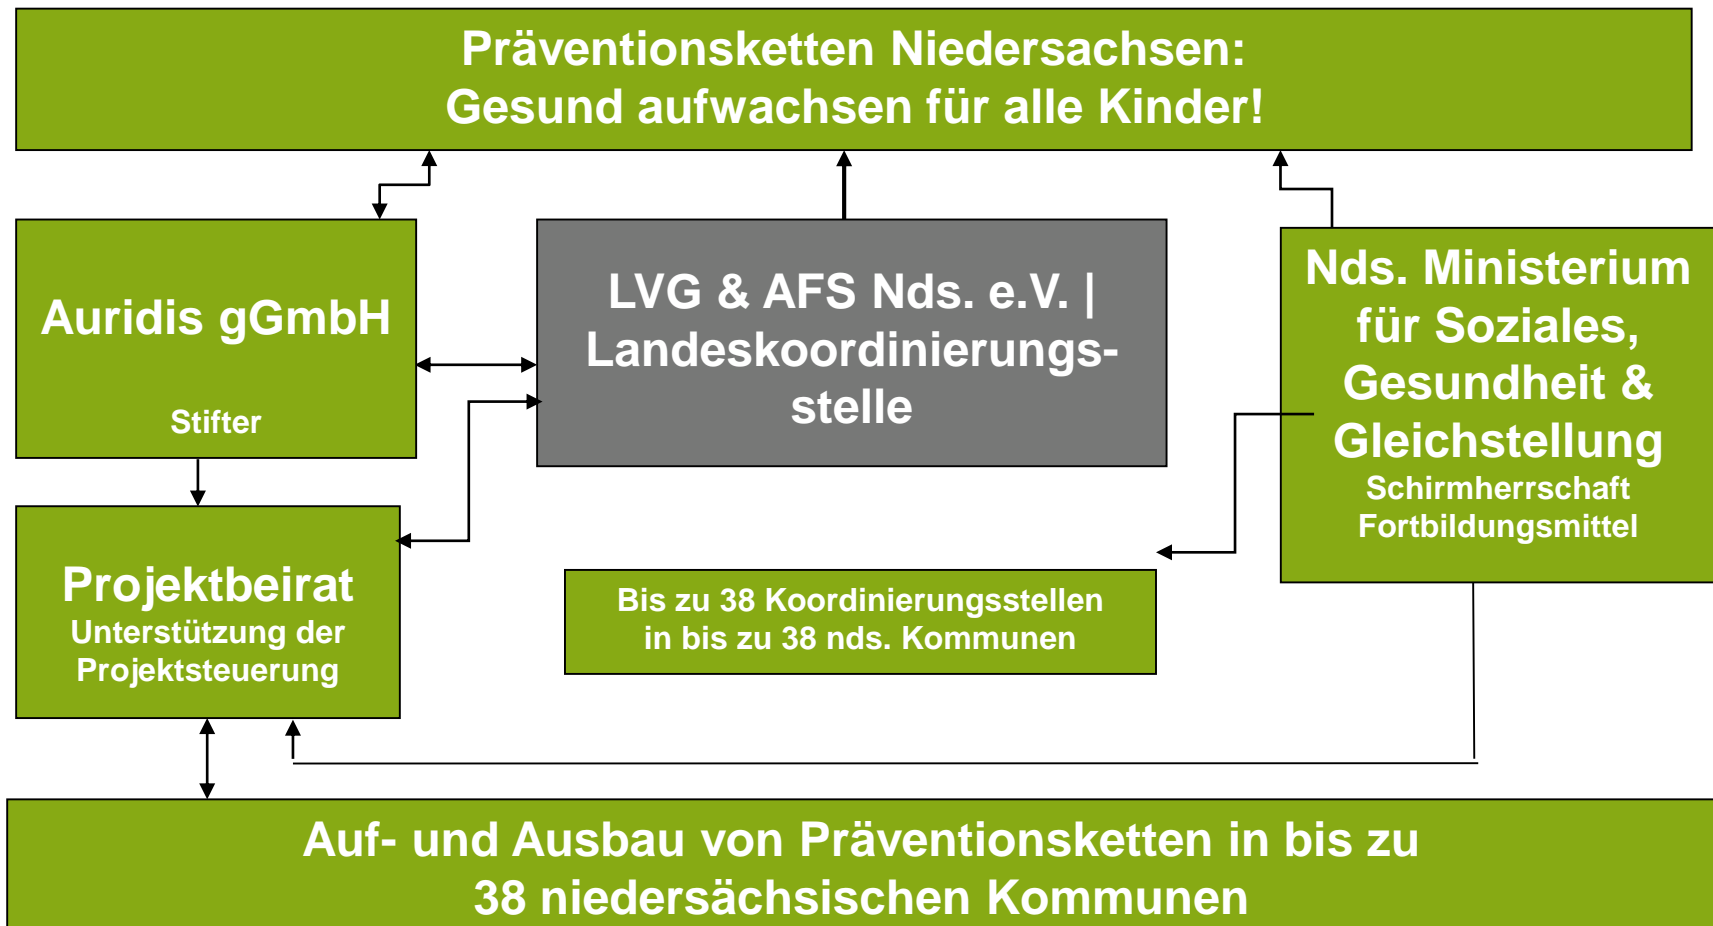 Präventionsketten Niedersachsen:
Gesund aufwachsen für alle Kinder!
Auridis gGmbH
Stifter
LVG & AFS Nds. e.V. |
Landeskoordinierungs-
stelle
Nds. Ministerium
für Soziales,
Gesundheit &
Gleichstellung
Schirmherrschaft
Fortbildungsmittel
Projektbeirat
Unterstützung der
Projektsteuerung
Bis zu 38 Koordinierungsstellen
in bis zu 38 nds. Kommunen
Auf- und Ausbau von Präventionsketten in bis zu
38 niedersächsischen Kommunen